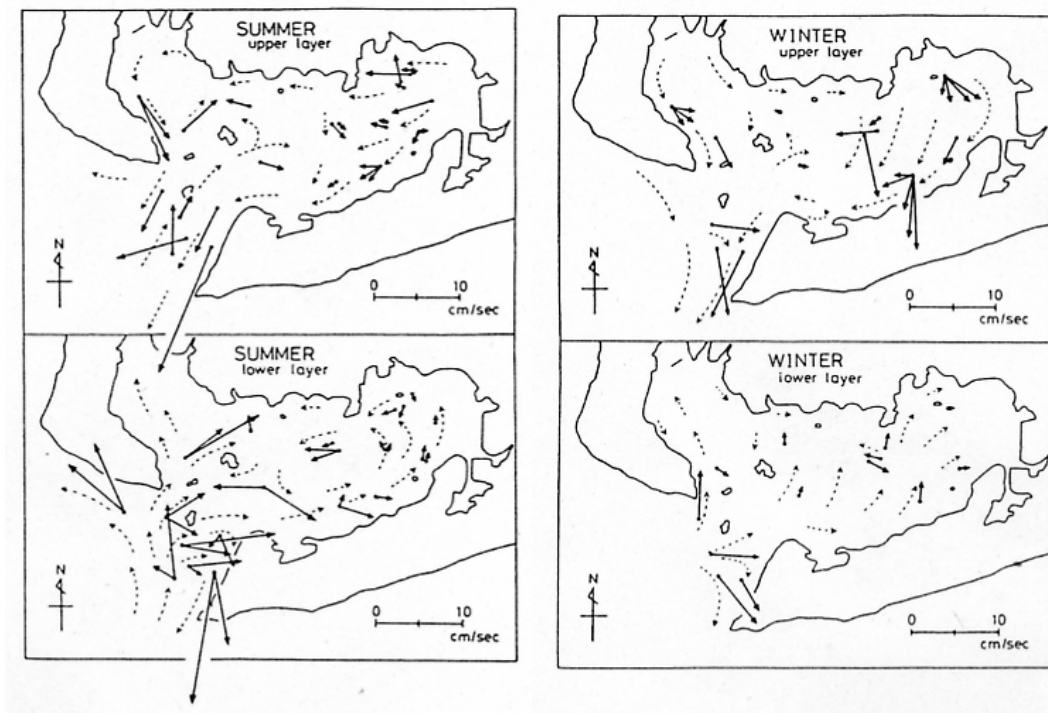 SUMMER
upper layer
N
0 10
cm/sec
WINTER
upper layer
N
0 10
cm/sec
SUMMER
lower layer
N
0 10
cm/sec
WINTER
lower layer
N
0 10
cm/sec